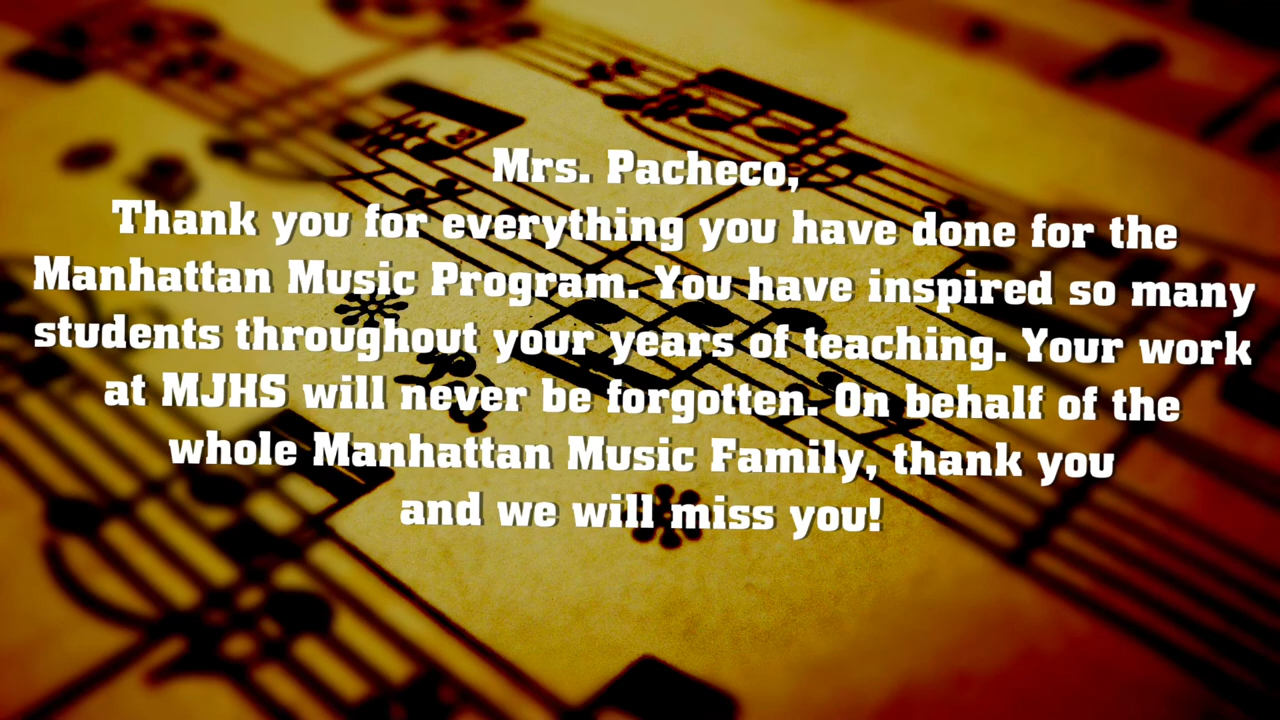 Mrs. Pacheco,
Thank you for everything you have done for the
Manhattan Music Program. You have inspired so many
students throughout your years of teaching. Your work
at MJHS will never be forgotten. On behalf of the
whole Manhattan Music Family, thank you
and we will miss you!